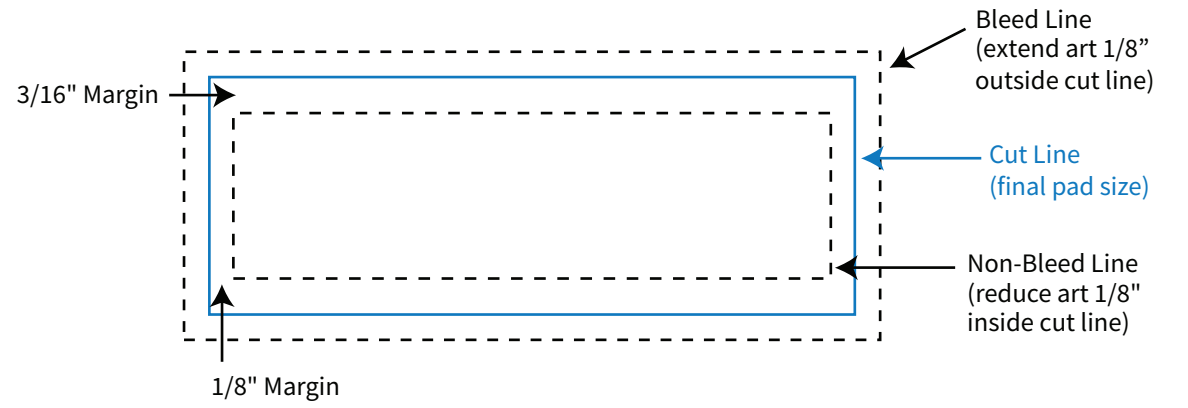 Bleed Line
(extend art 1/8”
outside cut line)
3/16" Margin
Cut Line
(final pad size)
Non-Bleed Line
(reduce art 1/8"
inside cut line)
1/8" Margin